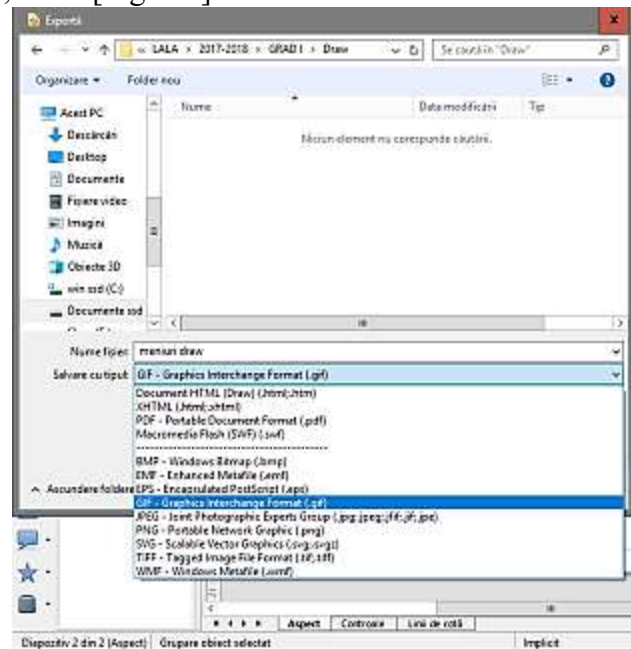 Exportă
« LALA › 2017-2018 › GRAD I › Draw
Se caută în "Draw"
Organizare
Folder nou
Nume
Data modificării
Tip
Niciun element nu corespunde căutării.
Acest PC
Descărcări
Desktop
Documente
Fișiere video
Imagini
Muzică
Obiecte 3D
win ssd (C:)
Documente ssd
Nume fișier: meniuri draw
Salvare cu tipul: GIF - Graphics Interchange Format (.gif)
Document HTML (Draw) (.html;.htm)
XHTML (.html;.xhtml)
PDF - Portable Document Format (.pdf)
Macromedia Flash (SWF) (.swf)
BMP - Windows Bitmap (.bmp)
EMF - Enhanced Metafile (.emf)
Ascundere foldere
EPS - Encapsulated PostScript (.eps)
GIF - Graphics Interchange Format (.gif)
JPEG - Joint Photographic Experts Group (.jpg;.jpeg;.jfif;.jif;.jpe)
PNG - Portable Network Graphic (.png)
SVG - Scalable Vector Graphics (.svg;.svgz)
TIFF - Tagged Image File Format (.tif;.tiff)
WMF - Windows Metafile (.wmf)
Aspect
Controale
Linii de cotă
Diapozitiv 2 din 2 (Aspect)
Grupare obiect selectat
Implicit